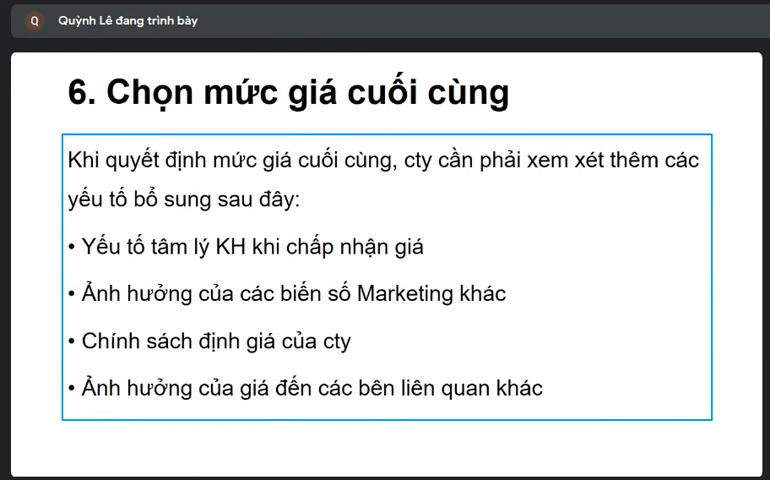 Q
Quỳnh Lê đang trình bày
6. Chọn mức giá cuối cùng
Khi quyết định mức giá cuối cùng, cty cần phải xem xét thêm các
yếu tố bổ sung sau đây:
• Yếu tố tâm lý KH khi chấp nhận giá
• Ảnh hưởng của các biến số Marketing khác
• Chính sách định giá của cty
• Ảnh hưởng của giá đến các bên liên quan khác